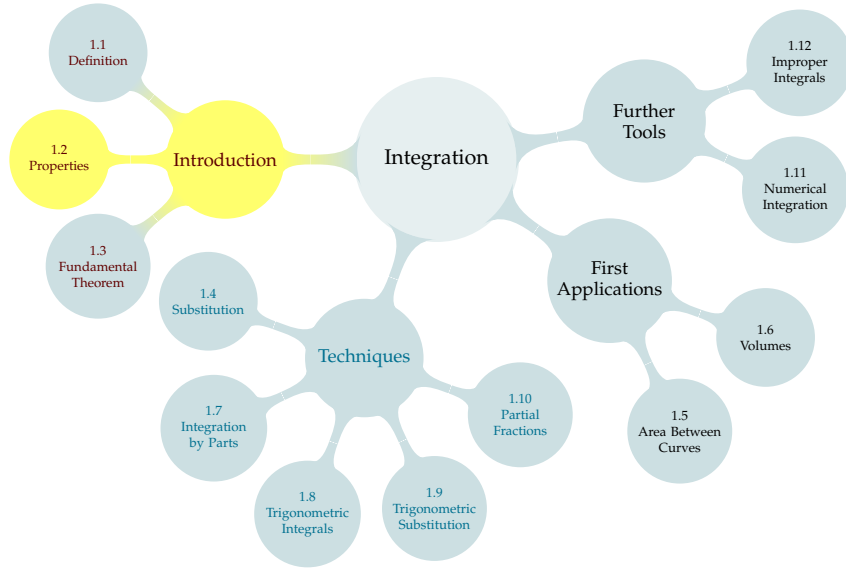 Integration
Introduction
1.1
Definition
1.2
Properties
1.3
Fundamental
Theorem
Techniques
1.4
Substitution
1.7
Integration
by Parts
1.8
Trigonometric
Integrals
1.9
Trigonometric
Substitution
1.10
Partial
Fractions
First
Applications
1.5
Area Between
Curves
1.6
Volumes
Further
Tools
1.11
Numerical
Integration
1.12
Improper
Integrals